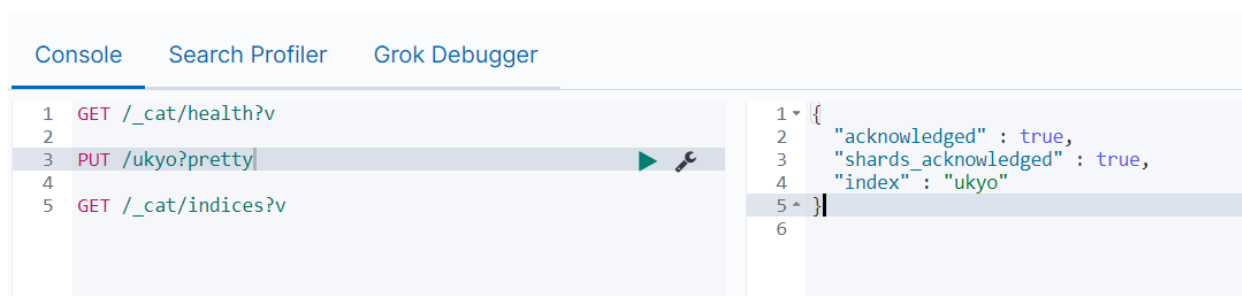 Console Search Profiler Grok Debugger
1 GET /_cat/health?v
2
3 PUT /ukyo?pretty
4
5 GET /_cat/indices?v
1 {
2 "acknowledged" : true,
3 "shards_acknowledged" : true,
4 "index" : "ukyo"
5 }
6